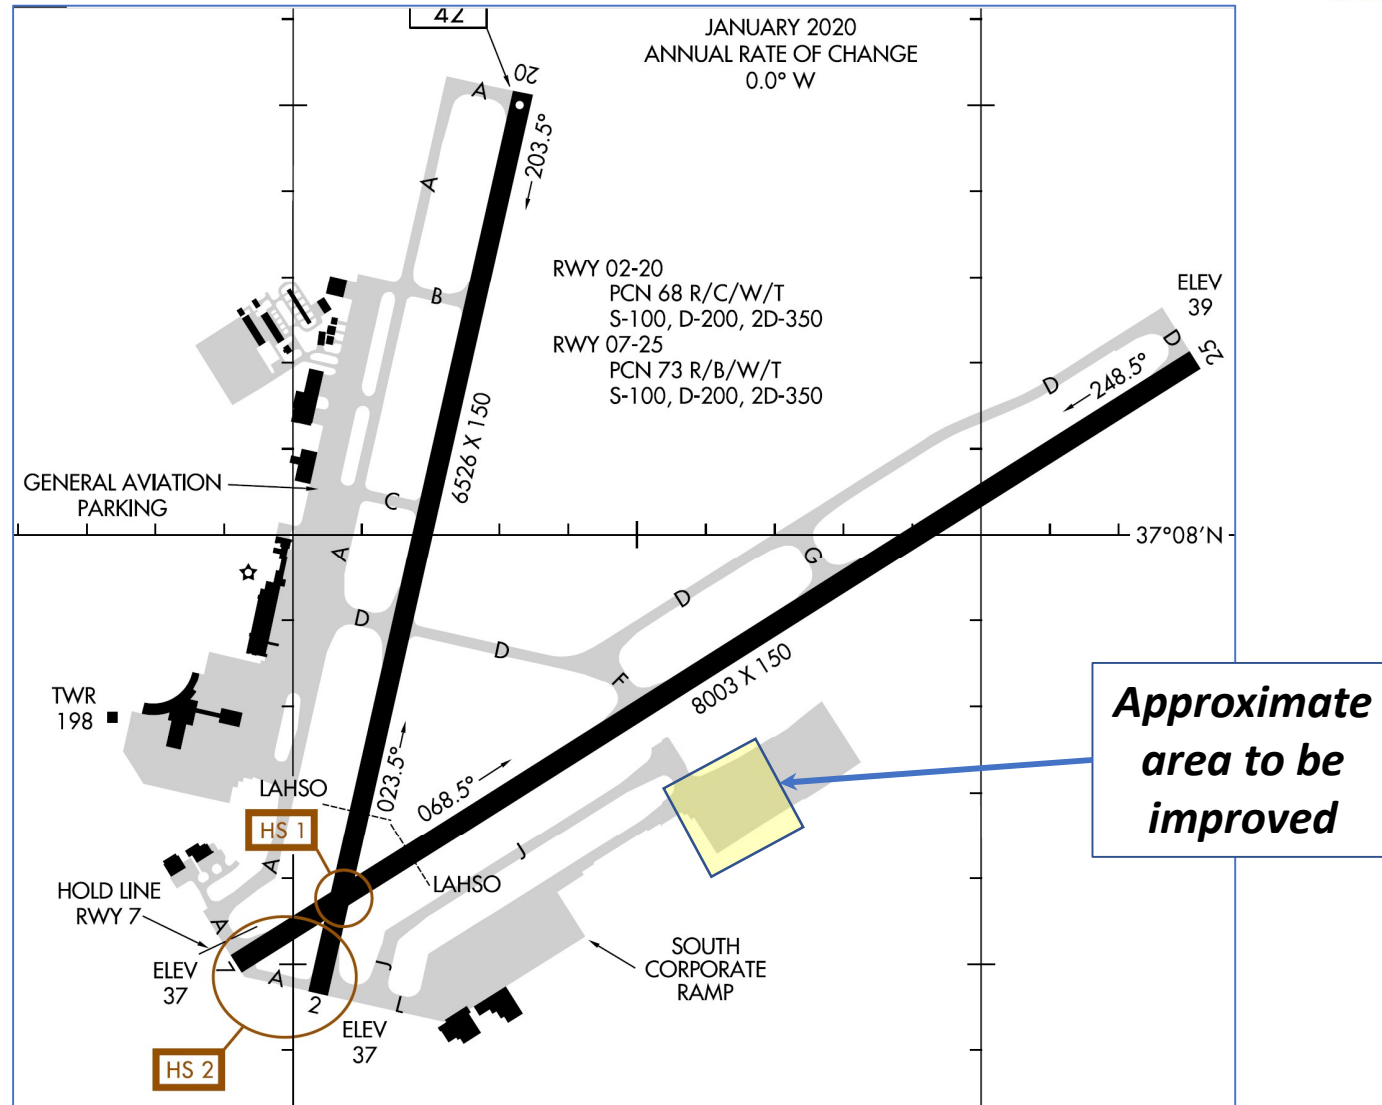 42
JANUARY 2020
ANNUAL RATE OF CHANGE
0.0° W
A
20
203.5°
A
RWY 02-20
PCN 68 R/C/W/T
S-100, D-200, 2D-350
RWY 07-25
PCN 73 R/B/W/T
S-100, D-200, 2D-350
B
ELEV
39
D
25
248.5°
D
6526 X 150
GENERAL AVIATION
PARKING
C
37°08'N
A
G
D
D
D
F
8003 X 150
TWR
198
Approximate
area to be
improved
023.5°
068.5°
LAHSO
HS 1
J
A
LAHSO
HOLD LINE
RWY 7
A
SOUTH
CORPORATE
RAMP
7
ELEV
37
A
J
2
L
ELEV
37
HS 2